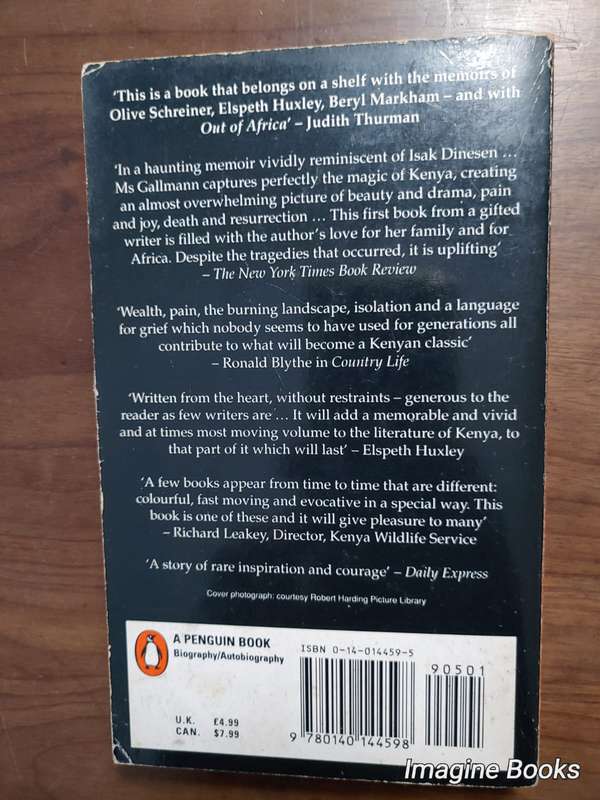 ‘This is a book that belongs on a shelf with the memoirs of
Olive Schreiner, Elspeth Huxley, Beryl Markham – and with
Out of Africa’ – Judith Thurman
‘In a haunting memoir vividly reminiscent of Isak Dinesen ...
Ms Gallmann captures perfectly the magic of Kenya, creating
an almost overwhelming picture of beauty and drama, pain
and joy, death and resurrection ... This first book from a gifted
writer is filled with the author’s love for her family and for
Africa. Despite the tragedies that occurred, it is uplifting’
– The New York Times Book Review
‘Wealth, pain, the burning landscape, isolation and a language
for grief which nobody seems to have used for generations all
contribute to what will become a Kenyan classic’
– Ronald Blythe in Country Life
‘Written from the heart, without restraints – generous to the
reader as few writers are ... It will add a memorable and vivid
and at times most moving volume to the literature of Kenya, to
that part of it which will last’ – Elspeth Huxley
‘A few books appear from time to time that are different:
colourful, fast moving and evocative in a special way. This
book is one of these and it will give pleasure to many’
– Richard Leakey, Director, Kenya Wildlife Service
‘A story of rare inspiration and courage’ – Daily Express
Cover photograph: courtesy Robert Harding Picture Library
A PENGUIN BOOK
Biography/Autobiography
U.K. £4.99
CAN. $7.99
ISBN 0-14-014459-5
90501
9 780140 144598
Imagine Books